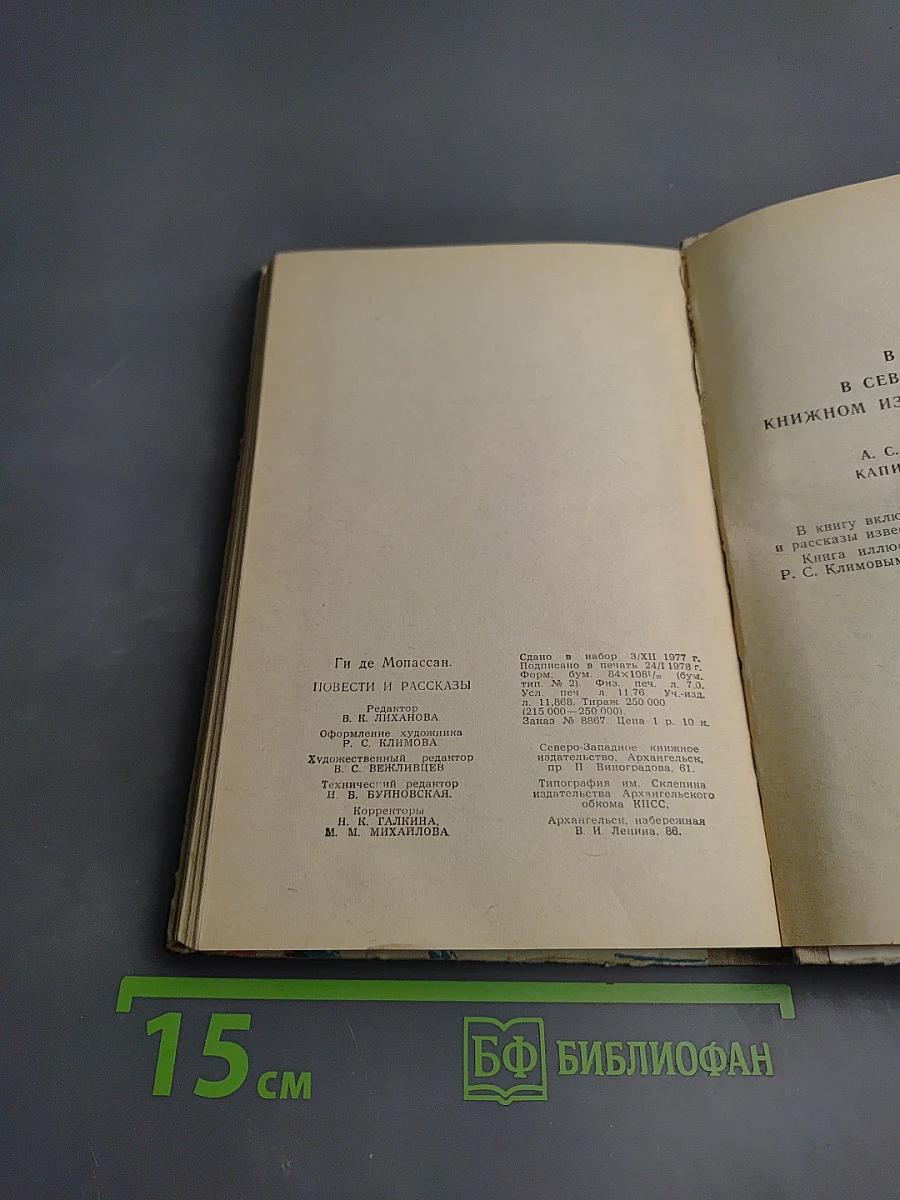 Ги де Мопассан.
ПОВЕСТИ И РАССКАЗЫ
Редактор
В. К. ЛИХАНОВА
Оформление художника
Р. С. КЛИМОВА
Художественный редактор
В. С. ВЕЖЛИВЦЕВ
Технический редактор
Н. Б. БУЙНОВСКАЯ.
Корректоры
Н. К. ГАЛКИНА,
М. М. МИХАЙЛОВА
Сдано в набор 3/XII 1977 г.
Подписано в печать 24/I 1978 г.
Форм. бум. 84×108¹/₃₂ (бум.
тип. № 2). Физ. печ. л. 7,0.
Усл. печ л. 11,76. Уч.-изд.
л. 11,868. Тираж 250 000
(215 000—250 000).
Заказ № 8867. Цена 1 р. 10 к.
Северо-Западное книжное
издательство, Архангельск,
пр. П Виноградова, 61.
Типография им. Склепина
издательства Архангельского
обкома КПСС,
Архангельск, набережная
В. И. Ленина, 86.
В
В СЕВ
КНИЖНОМ ИЗ
А. С.
КАПИ
В книгу вклю
и рассказы изве
Книга иллюс
Р. С. Климовым
15 см
БФ БИБЛИОФАН